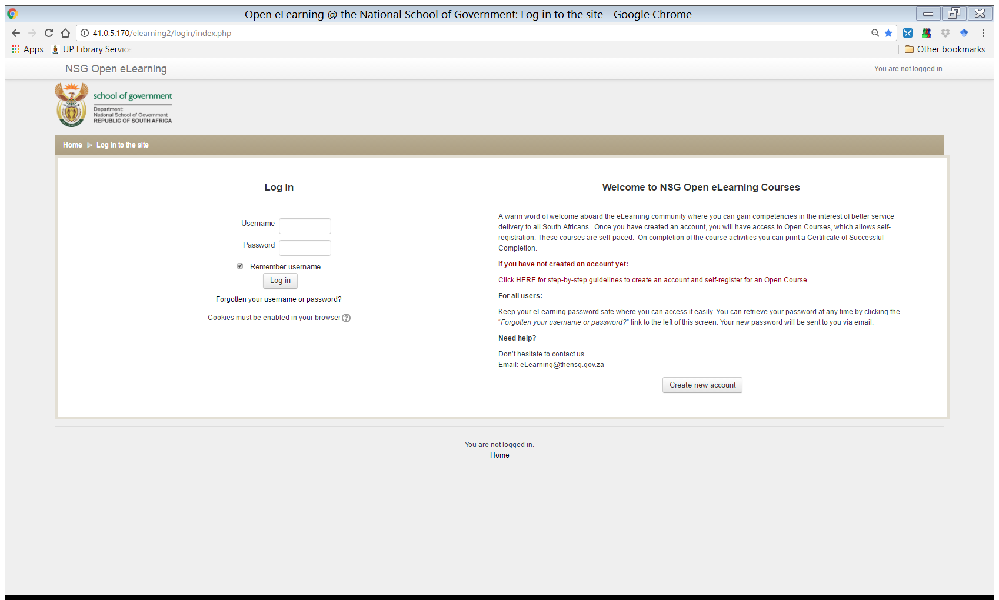 Open eLearning @ the National School of Government: Log in to the site - Google Chrome
41.0.5.170/elearning2/login/index.php
Apps UP Library Service Other bookmarks
NSG Open eLearning You are not logged in.
school of government
Department:
National School of Government
REPUBLIC OF SOUTH AFRICA
Home Log in to the site
Log in
Username
Password
Remember username
Log in
Forgotten your username or password?
Cookies must be enabled in your browser
Welcome to NSG Open eLearning Courses
A warm word of welcome aboard the eLearning community where you can gain competencies in the interest of better service
delivery to all South Africans. Once you have created an account, you will have access to Open Courses, which allows self-
registration. These courses are self-paced. On completion of the course activities you can print a Certificate of Successful
Completion.
If you have not created an account yet:
Click HERE for step-by-step guidelines to create an account and self-register for an Open Course.
For all users:
Keep your eLearning password safe where you can access it easily. You can retrieve your password at any time by clicking the
“Forgotten your username or password?” link to the left of this screen. Your new password will be sent to you via email.
Need help?
Don’t hesitate to contact us.
Email: eLearning@thensg.gov.za
Create new account
You are not logged in.
Home